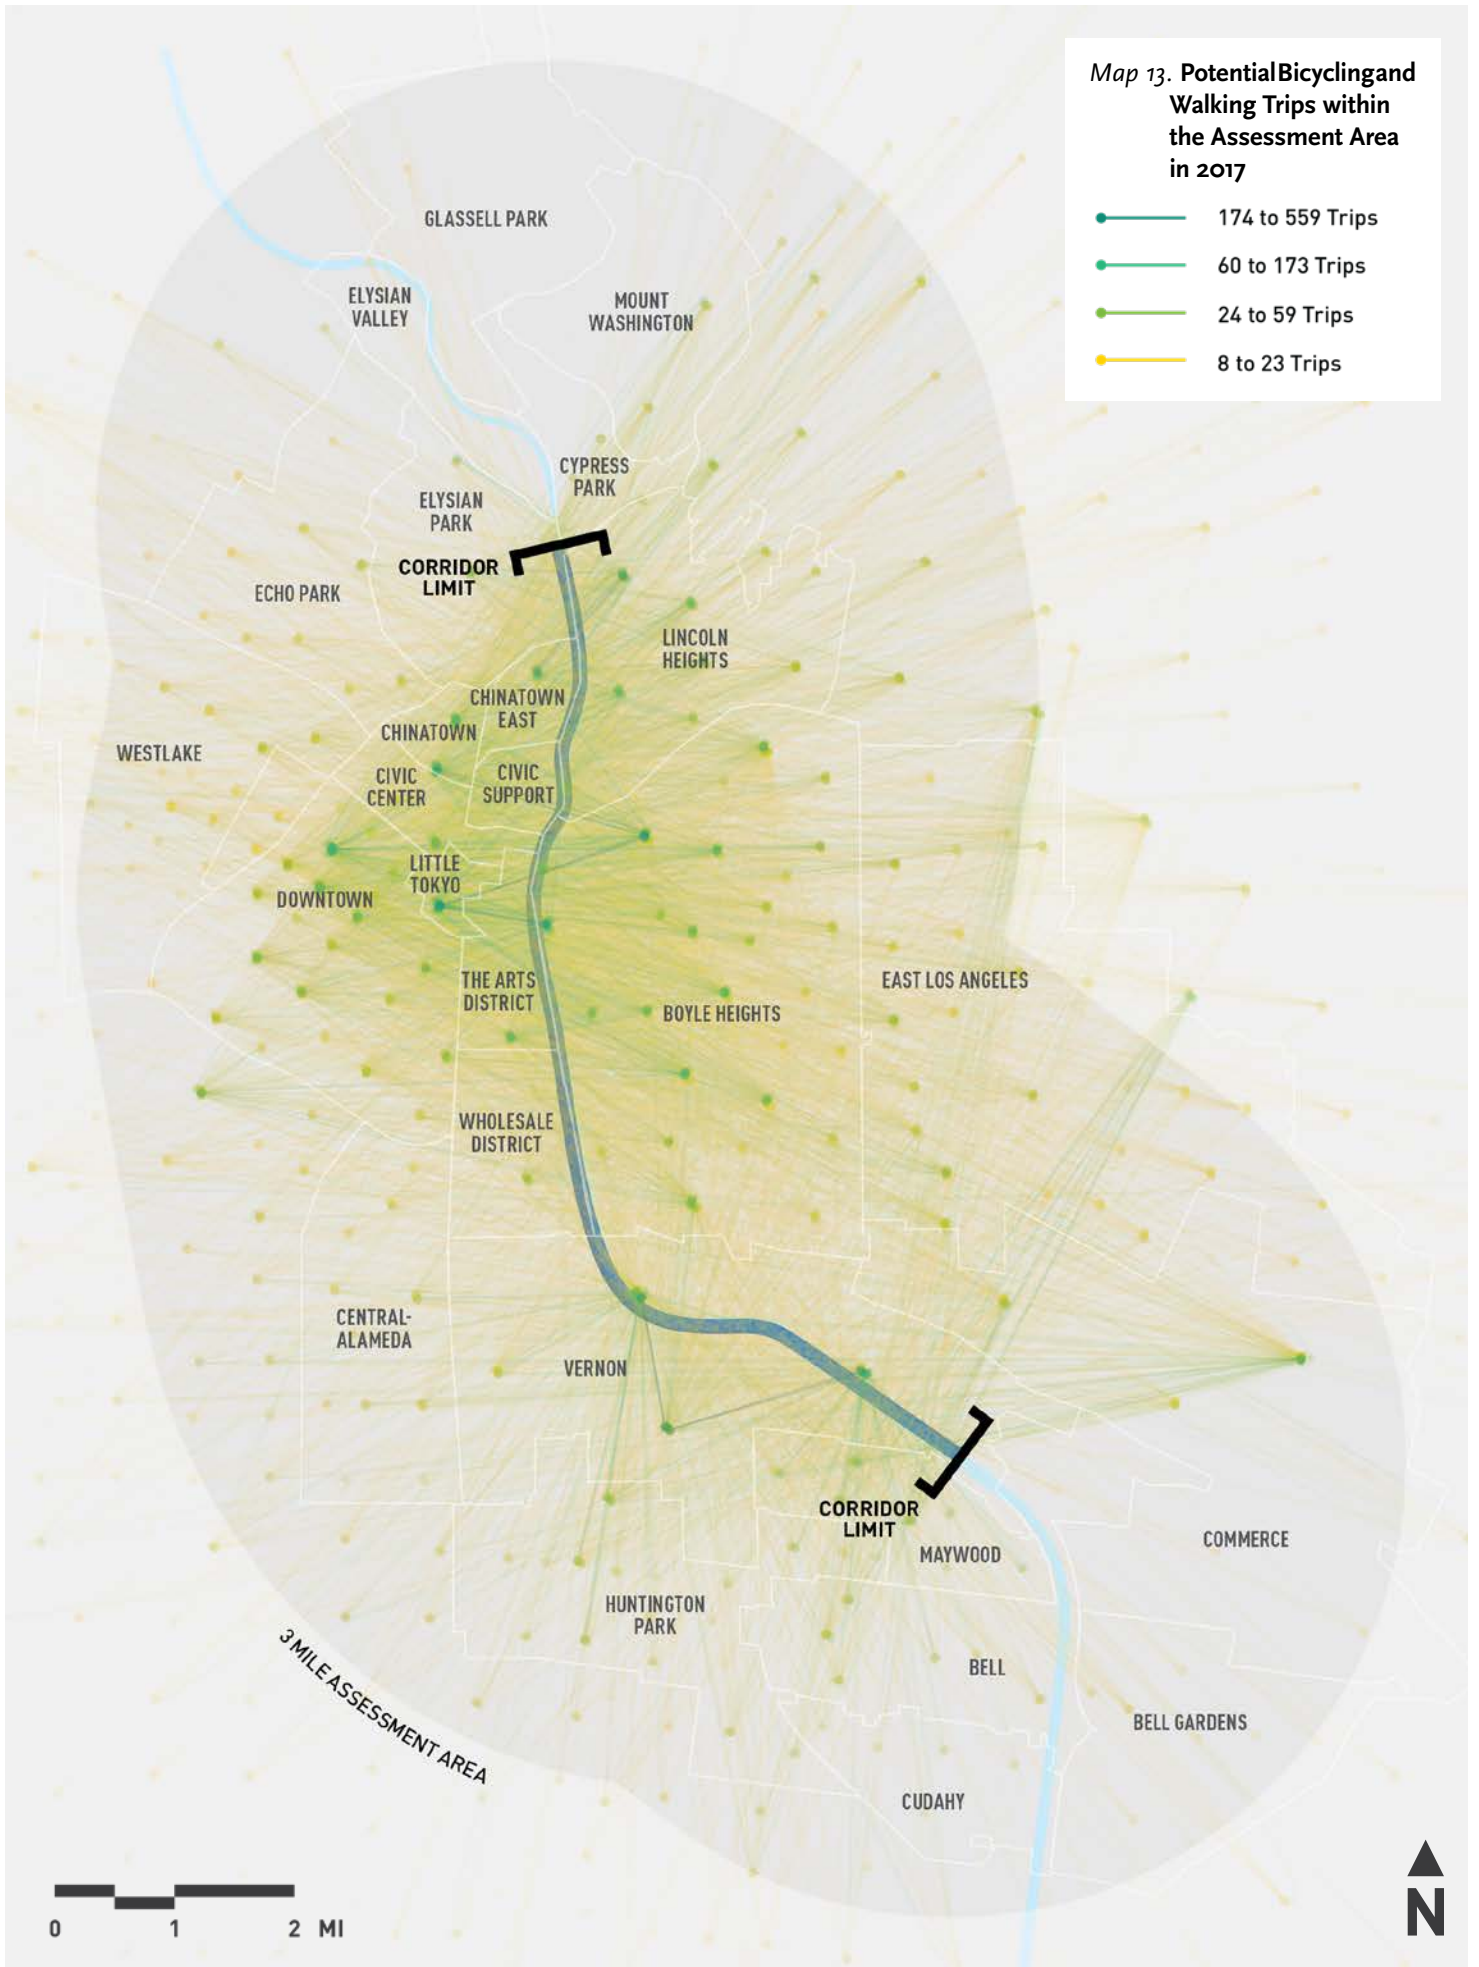 Map 13. Potential Bicycling and
Walking Trips within
the Assessment Area
in 2017
174 to 559 Trips
60 to 173 Trips
24 to 59 Trips
8 to 23 Trips
GLASSELL PARK
ELYSIAN
VALLEY
MOUNT
WASHINGTON
CYPRESS
PARK
ELYSIAN
PARK
CORRIDOR
LIMIT
ECHO PARK
LINCOLN
HEIGHTS
CHINATOWN
EAST
CHINATOWN
WESTLAKE
CIVIC
CENTER
CIVIC
SUPPORT
LITTLE
TOKYO
DOWNTOWN
THE ARTS
DISTRICT
EAST LOS ANGELES
BOYLE HEIGHTS
WHOLESALE
DISTRICT
CENTRAL-
ALAMEDA
VERNON
CORRIDOR
LIMIT
MAYWOOD
COMMERCE
HUNTINGTON
PARK
BELL
3 MILE ASSESSMENT AREA
BELL GARDENS
CUDAHY
0 1 2 MI
N